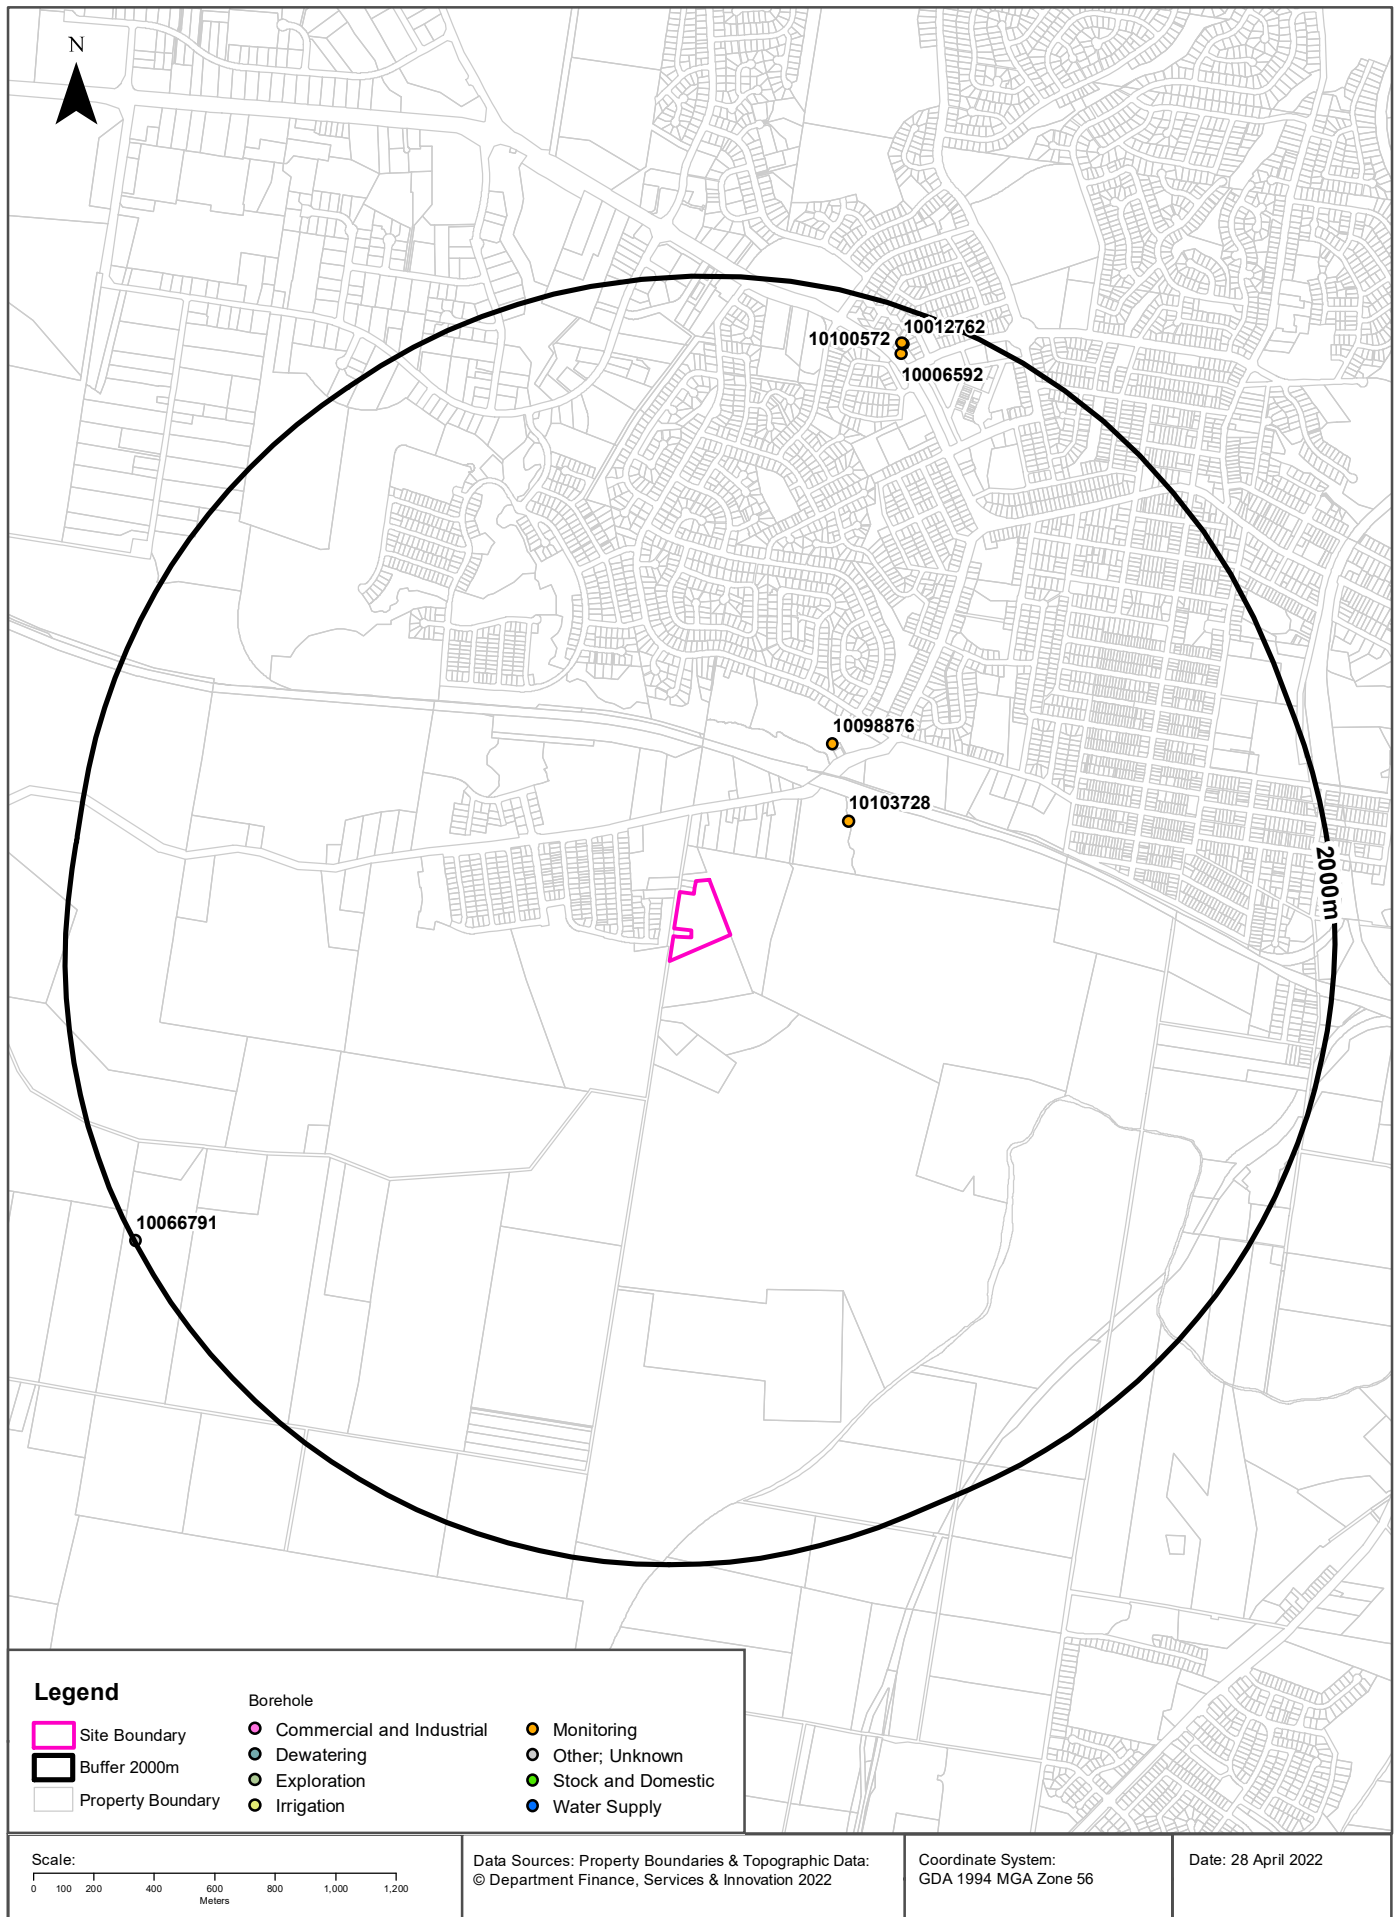 N
10012762
10100572
10006592
10098876
10103728
2000m
10066791
Legend
Site Boundary
Buffer 2000m
Property Boundary
Borehole
Commercial and Industrial
Dewatering
Exploration
Irrigation
Monitoring
Other; Unknown
Stock and Domestic
Water Supply
Scale:
0 100 200 400 600 800 1,000 1,200
Meters
Data Sources: Property Boundaries & Topographic Data:
© Department Finance, Services & Innovation 2022
Coordinate System:
GDA 1994 MGA Zone 56
Date: 28 April 2022